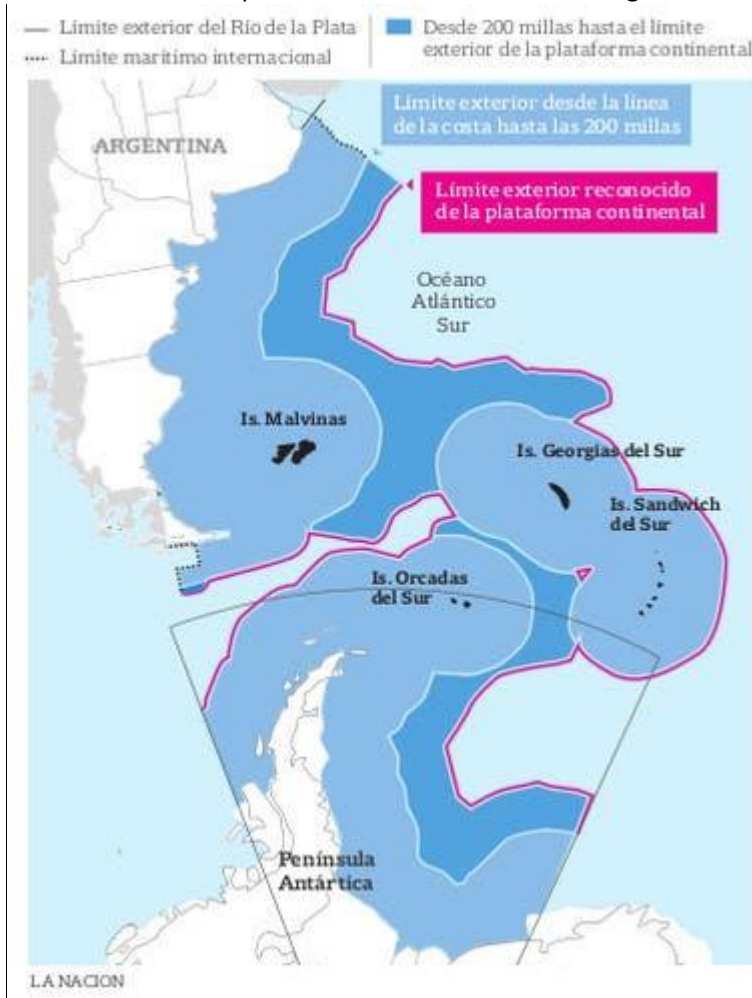 Límite exterior del Río de la Plata
Límite marítimo internacional
Desde 200 millas hasta el límite
exterior de la plataforma continental
Límite exterior desde la línea
de la costa hasta las 200 millas
ARGENTINA
Límite exterior reconocido
de la plataforma continental
Océano
Atlántico
Sur
Is. Malvinas
Is. Georgias del Sur
Is. Sandwich
del Sur
Is. Orcadas
del Sur
Península
Antártica
LA NACION